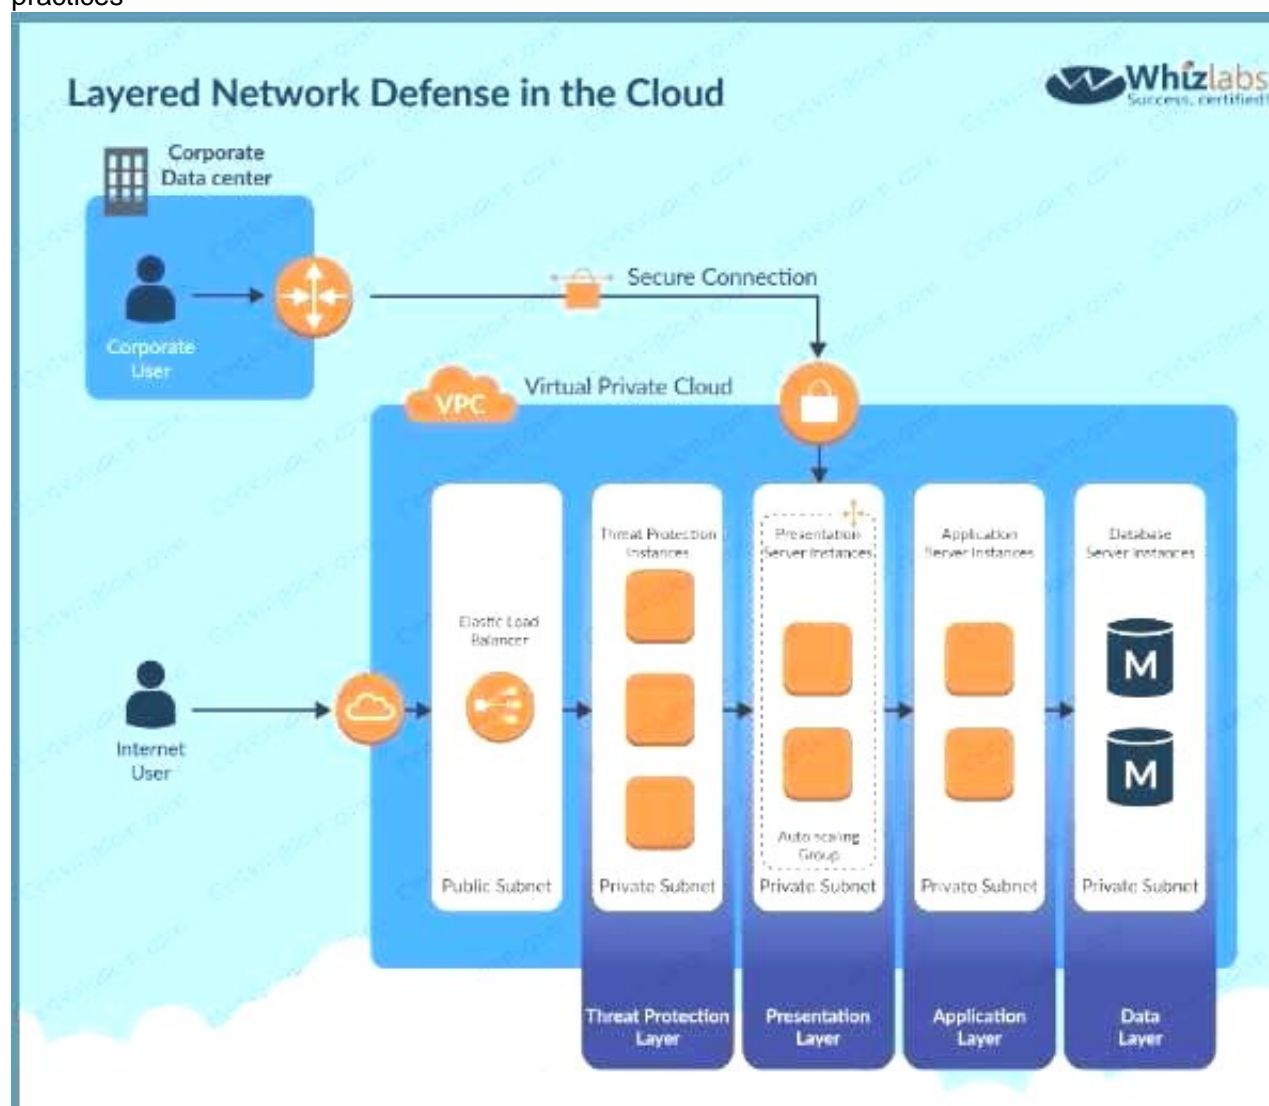 practices
Layered Network Defense in the Cloud
Whizlabs
Success, certified!
Corporate
Data center
Secure Connection
Corporate
User
VPC
Virtual Private Cloud
Threat Protection
Instances
Presentation
Server Instances
Application
Server Instances
Database
Server Instances
Elastic Load
Balancer
M
M
Internet
User
Auto scaling
Group
Public Subnet
Private Subnet
Private Subnet
Private Subnet
Private Subnet
Threat Protection
Layer
Presentation
Layer
Application
Layer
Data
Layer